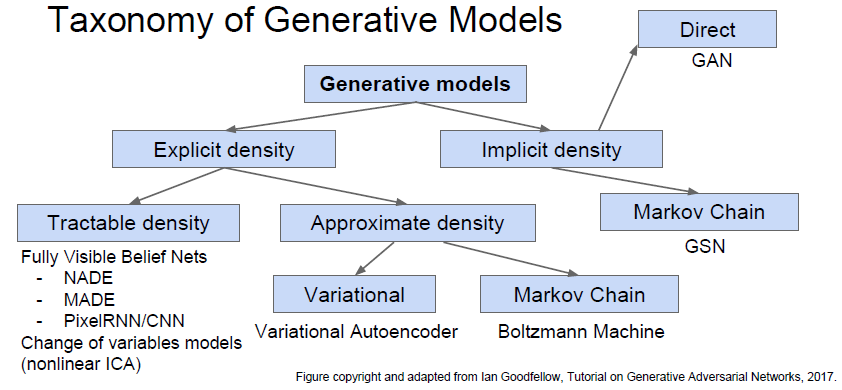 Taxonomy of Generative Models
Direct
GAN
Generative models
Explicit density
Implicit density
Tractable density
Approximate density
Markov Chain
GSN
Fully Visible Belief Nets
- NADE
- MADE
- PixelRNN/CNN
Change of variables models
(nonlinear ICA)
Variational
Variational Autoencoder
Markov Chain
Boltzmann Machine
Figure copyright and adapted from Ian Goodfellow, Tutorial on Generative Adversarial Networks, 2017.